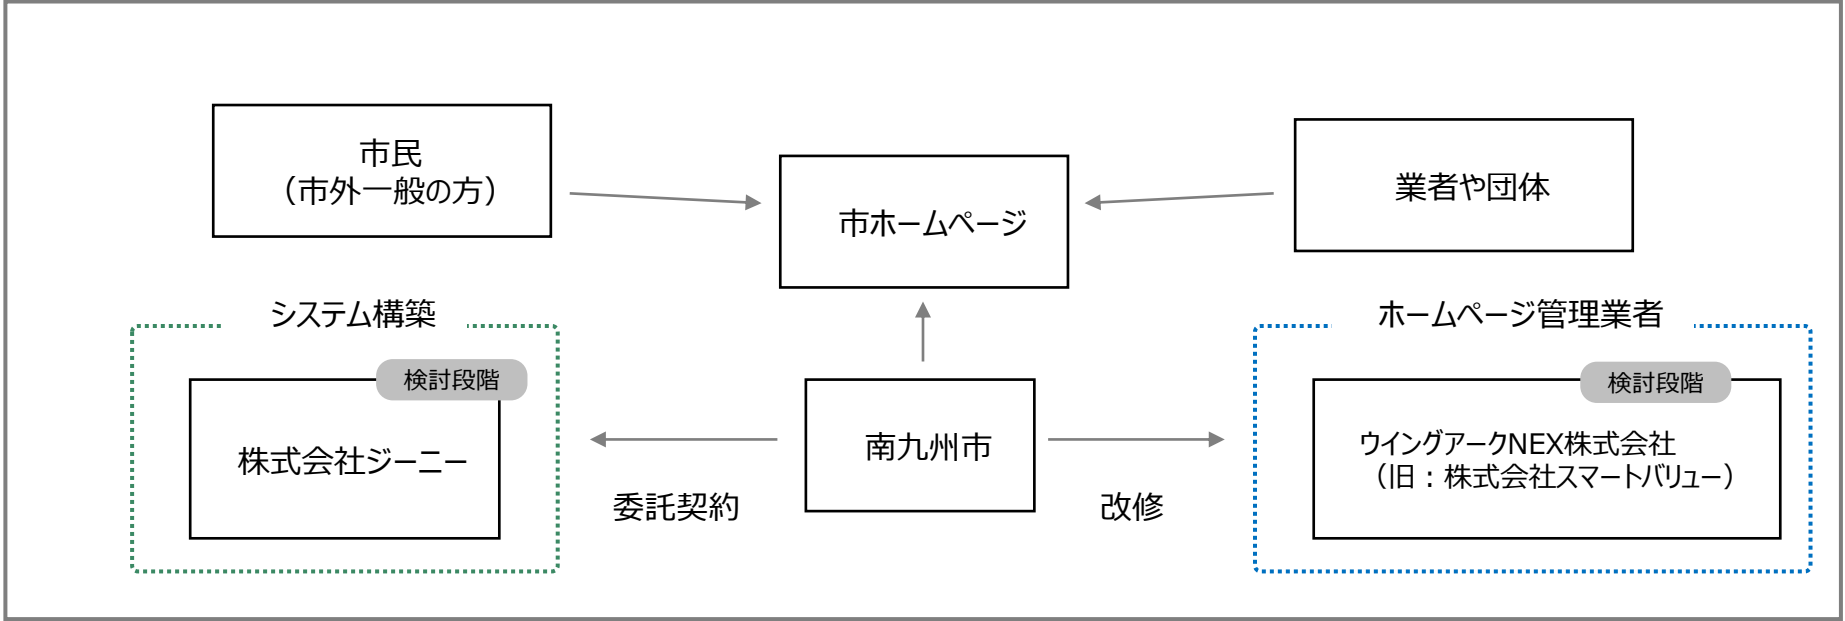 市民
（市外一般の方）
市ホームページ
業者や団体
システム構築
検討段階
株式会社ジーニー
委託契約
南九州市
改修
ホームページ管理業者
検討段階
ウイングアークNEX株式会社
（旧：株式会社スマートバリュー）